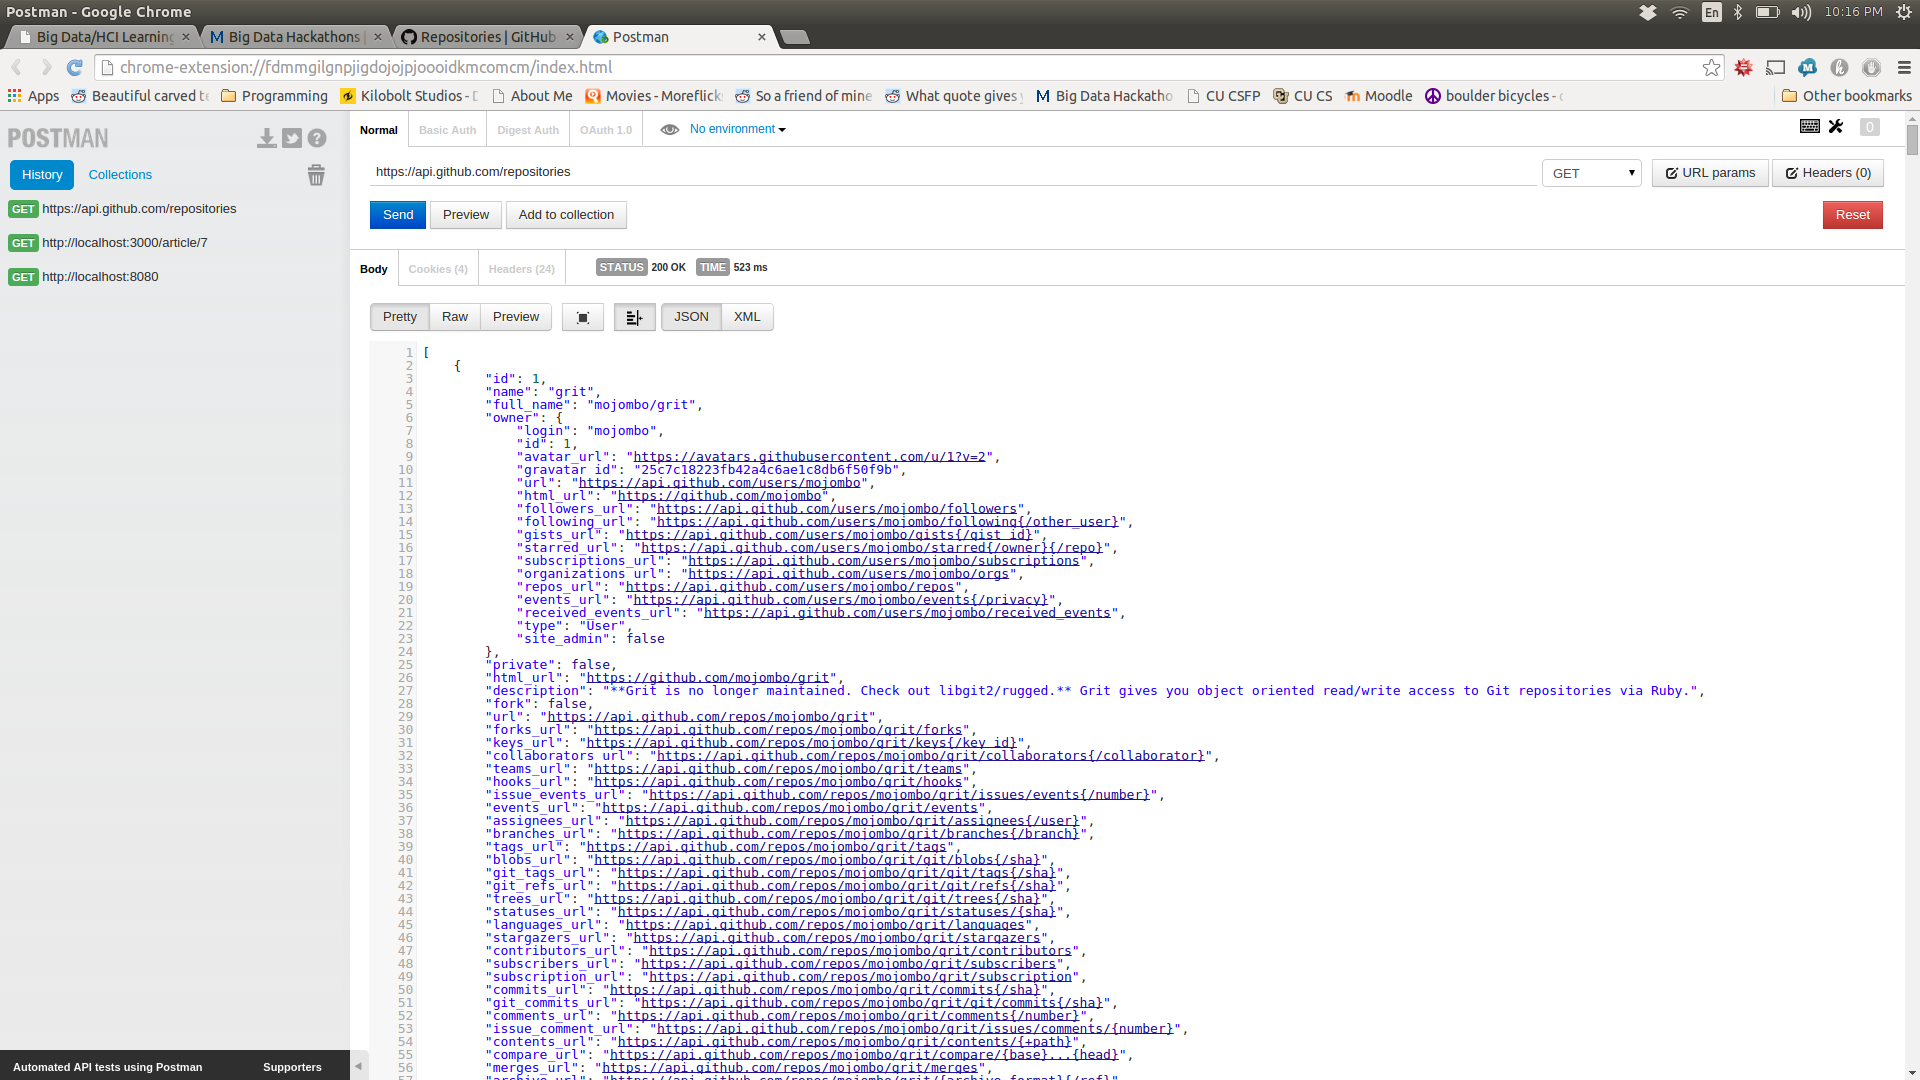 Postman - Google Chrome
En
10:16 PM
Big Data/HCI Learning
Big Data Hackathons |
Repositories | GitHub
Postman
chrome-extension://fdmmgilgnpjigdojojpjoooidkmcomcm/index.html
Apps
Beautiful carved t
Programming
Kilobolt Studios - D
About Me
Movies - Moreflick
So a friend of mine
What quote gives
Big Data Hackatho
CU CSFP
CU CS
Moodle
boulder bicycles -
Other bookmarks
POSTMAN
History
Collections
GET https://api.github.com/repositories
GET http://localhost:3000/article/7
GET http://localhost:8080
Normal
Basic Auth
Digest Auth
OAuth 1.0
No environment
0
https://api.github.com/repositories
GET
URL params
Headers (0)
Send
Preview
Add to collection
Reset
Body
Cookies (4)
Headers (24)
STATUS 200 OK
TIME 523 ms
Pretty
Raw
Preview
JSON
XML
1 [
2 {
3 "id": 1,
4 "name": "grit",
5 "full_name": "mojombo/grit",
6 "owner": {
7 "login": "mojombo",
8 "id": 1,
9 "avatar_url": "https://avatars.githubusercontent.com/u/1?v=2",
10 "gravatar_id": "25c7c18223fb42a4c6ae1c8db6f50f9b",
11 "url": "https://api.github.com/users/mojombo",
12 "html_url": "https://github.com/mojombo",
13 "followers_url": "https://api.github.com/users/mojombo/followers",
14 "following_url": "https://api.github.com/users/mojombo/following{/other_user}",
15 "gists_url": "https://api.github.com/users/mojombo/gists{/gist_id}",
16 "starred_url": "https://api.github.com/users/mojombo/starred{/owner}{/repo}",
17 "subscriptions_url": "https://api.github.com/users/mojombo/subscriptions",
18 "organizations_url": "https://api.github.com/users/mojombo/orgs",
19 "repos_url": "https://api.github.com/users/mojombo/repos",
20 "events_url": "https://api.github.com/users/mojombo/events{/privacy}",
21 "received_events_url": "https://api.github.com/users/mojombo/received_events",
22 "type": "User",
23 "site_admin": false
24 },
25 "private": false,
26 "html_url": "https://github.com/mojombo/grit",
27 "description": "**Grit is no longer maintained. Check out libgit2/rugged.** Grit gives you object oriented read/write access to Git repositories via Ruby.",
28 "fork": false,
29 "url": "https://api.github.com/repos/mojombo/grit",
30 "forks_url": "https://api.github.com/repos/mojombo/grit/forks",
31 "keys_url": "https://api.github.com/repos/mojombo/grit/keys{/key_id}",
32 "collaborators_url": "https://api.github.com/repos/mojombo/grit/collaborators{/collaborator}",
33 "teams_url": "https://api.github.com/repos/mojombo/grit/teams",
34 "hooks_url": "https://api.github.com/repos/mojombo/grit/hooks",
35 "issue_events_url": "https://api.github.com/repos/mojombo/grit/issues/events{/number}",
36 "events_url": "https://api.github.com/repos/mojombo/grit/events",
37 "assignees_url": "https://api.github.com/repos/mojombo/grit/assignees{/user}",
38 "branches_url": "https://api.github.com/repos/mojombo/grit/branches{/branch}",
39 "tags_url": "https://api.github.com/repos/mojombo/grit/tags",
40 "blobs_url": "https://api.github.com/repos/mojombo/grit/git/blobs{/sha}",
41 "git_tags_url": "https://api.github.com/repos/mojombo/grit/git/tags{/sha}",
42 "git_refs_url": "https://api.github.com/repos/mojombo/grit/git/refs{/sha}",
43 "trees_url": "https://api.github.com/repos/mojombo/grit/git/trees{/sha}",
44 "statuses_url": "https://api.github.com/repos/mojombo/grit/statuses/{sha}",
45 "languages_url": "https://api.github.com/repos/mojombo/grit/languages",
46 "stargazers_url": "https://api.github.com/repos/mojombo/grit/stargazers",
47 "contributors_url": "https://api.github.com/repos/mojombo/grit/contributors",
48 "subscribers_url": "https://api.github.com/repos/mojombo/grit/subscribers",
49 "subscription_url": "https://api.github.com/repos/mojombo/grit/subscription",
50 "commits_url": "https://api.github.com/repos/mojombo/grit/commits{/sha}",
51 "git_commits_url": "https://api.github.com/repos/mojombo/grit/git/commits{/sha}",
52 "comments_url": "https://api.github.com/repos/mojombo/grit/comments{/number}",
53 "issue_comment_url": "https://api.github.com/repos/mojombo/grit/issues/comments/{number}",
54 "contents_url": "https://api.github.com/repos/mojombo/grit/contents/{+path}",
55 "compare_url": "https://api.github.com/repos/mojombo/grit/compare/{base}...{head}",
56 "merges_url": "https://api.github.com/repos/mojombo/grit/merges",
57 "archive_url": "https://api.github.com/repos/mojombo/grit/{archive_format}{/ref}"
Automated API tests using Postman
Supporters